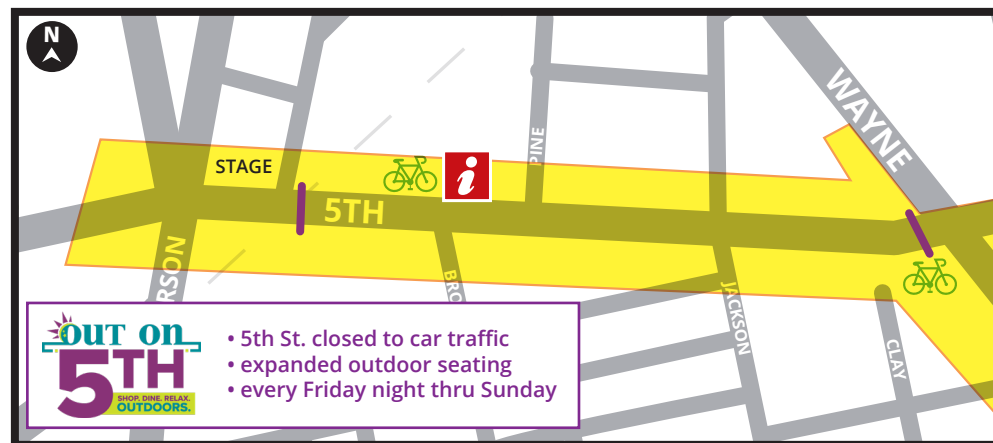 N
STAGE
5TH
PINE
WAYNE
JACKSON
CLAY
OUT ON
5TH
SHOP. DINE. RELAX.
OUTDOORS.
• 5th St. closed to car traffic
• expanded outdoor seating
• every Friday night thru Sunday